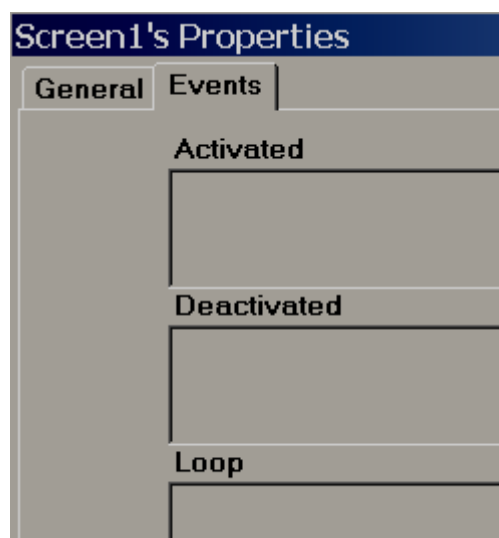 Screen1's Properties
General Events
Activated
Deactivated
Loop